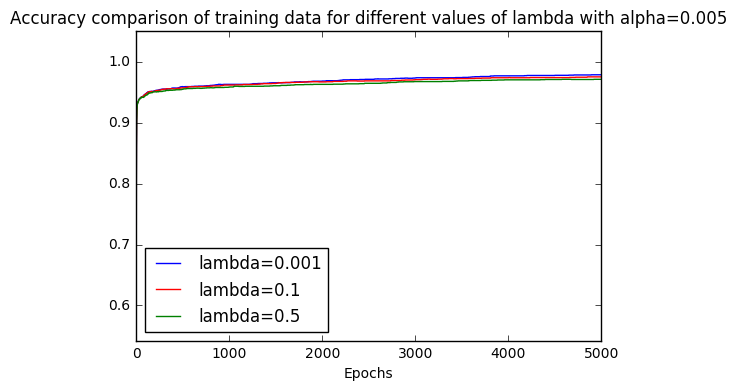 Accuracy comparison of training data for different values of lambda with alpha=0.005
1.0
0.9
0.8
0.7
0.6
lambda=0.001
lambda=0.1
lambda=0.5
0 1000 2000 3000 4000 5000
Epochs